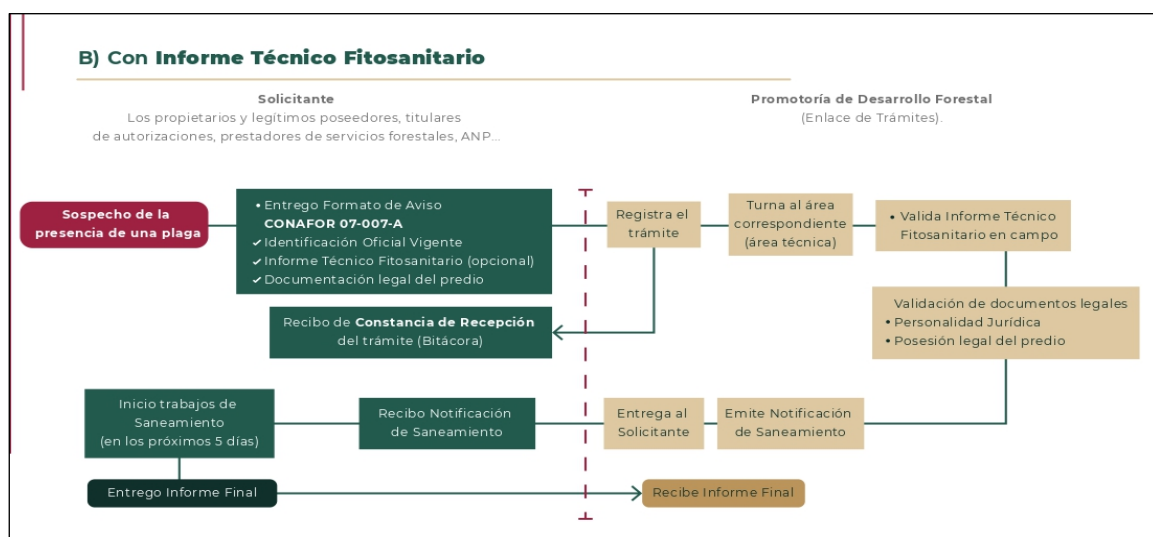 B) Con Informe Técnico Fitosanitario
Solicitante
Los propietarios y legítimos poseedores, titulares
de autorizaciones, prestadores de servicios forestales, ANP...
Promotoría de Desarrollo Forestal
(Enlace de Trámites).
Sospecho de la
presencia de una plaga
• Entrego Formato de Aviso
CONAFOR 07-007-A
✓ Identificación Oficial Vigente
✓ Informe Técnico Fitosanitario (opcional)
✓ Documentación legal del predio
Registra el
trámite
Turna al área
correspondiente
(área técnica)
• Valida Informe Técnico
Fitosanitario en campo
Recibo de Constancia de Recepción
del trámite (Bitácora)
Validación de documentos legales
• Personalidad Jurídica
• Posesión legal del predio
Inicio trabajos de
Saneamiento
(en los próximos 5 días)
Recibo Notificación
de Saneamiento
Entrega al
Solicitante
Emite Notificación
de Saneamiento
Entrego Informe Final
Recibe Informe Final